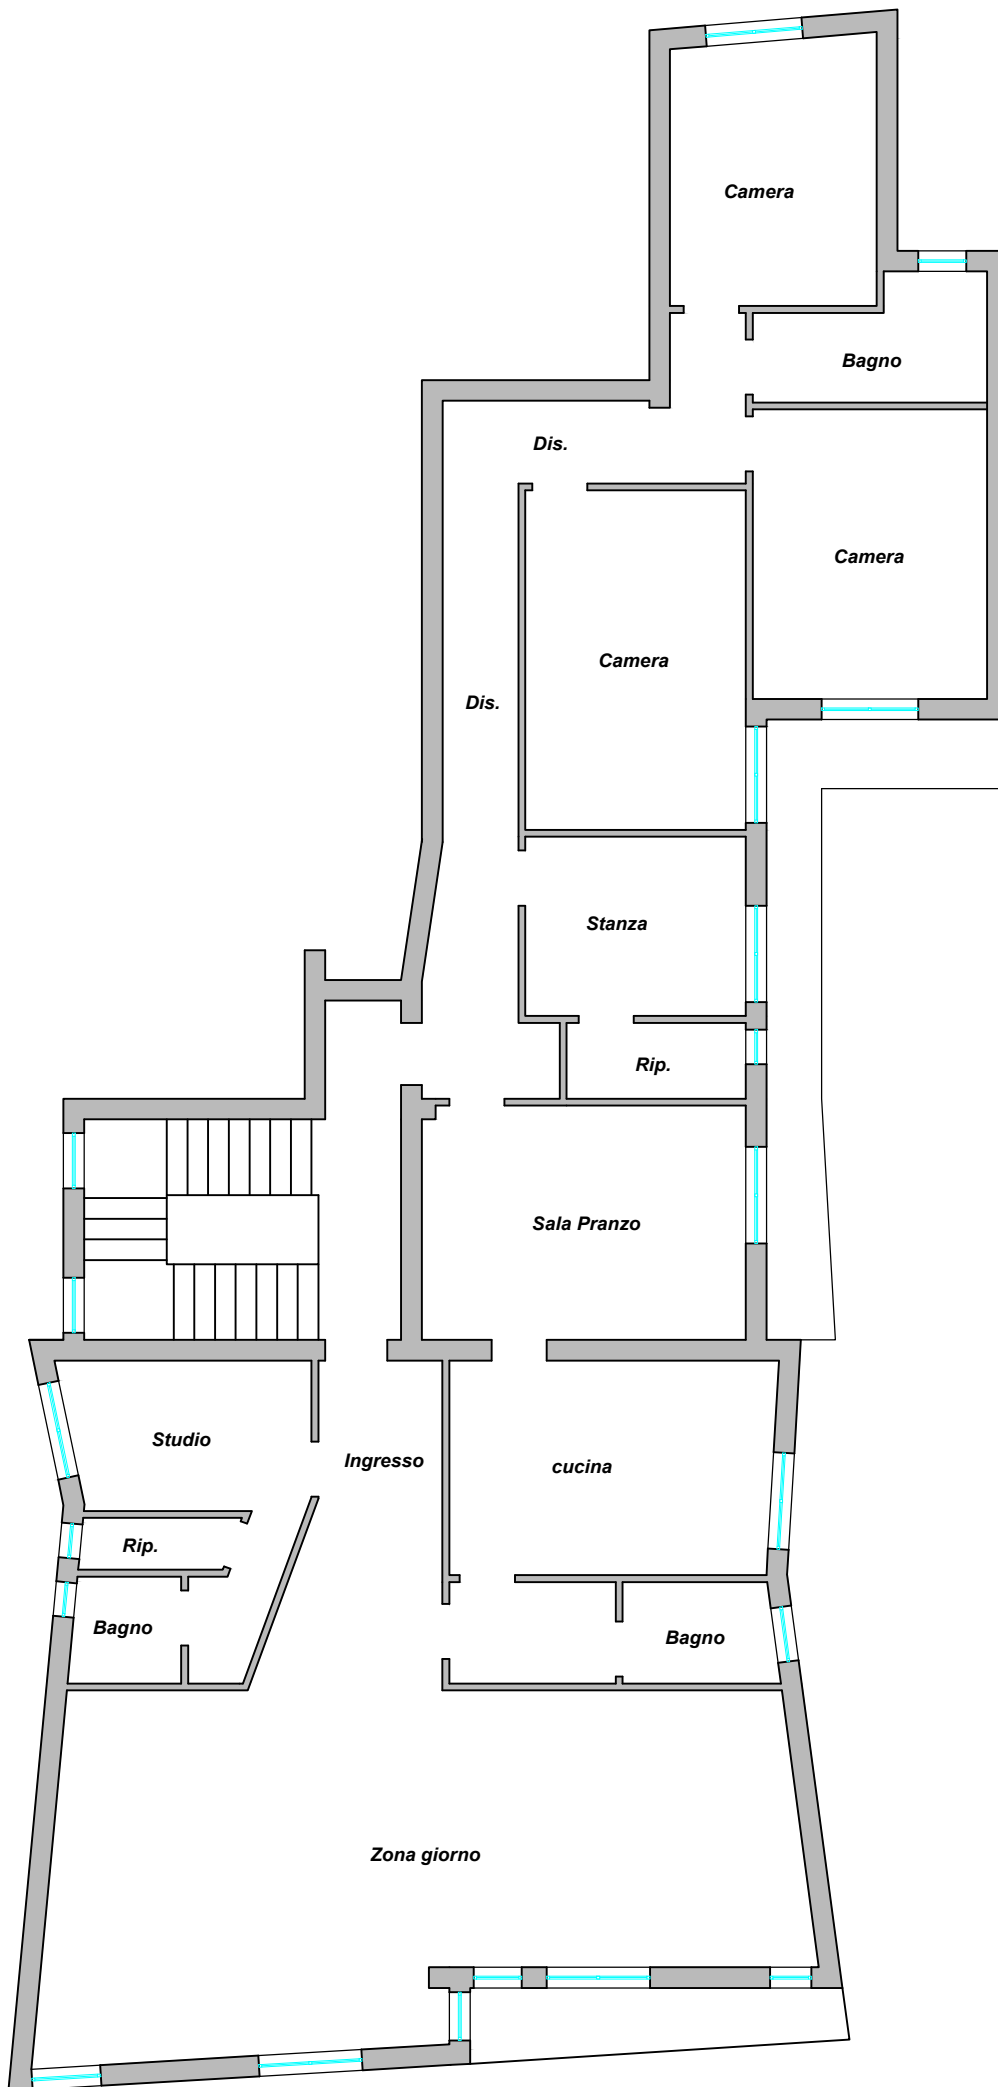 Camera
Bagno
Dis.
Camera
Camera
Dis.
Stanza
Rip.
Sala Pranzo
Studio
Ingresso
cucina
Rip.
Bagno
Bagno
Zona giorno